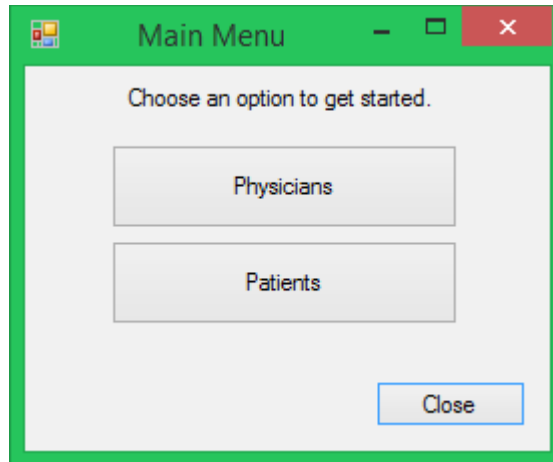 Main Menu
Choose an option to get started.
Physicians
Patients
Close